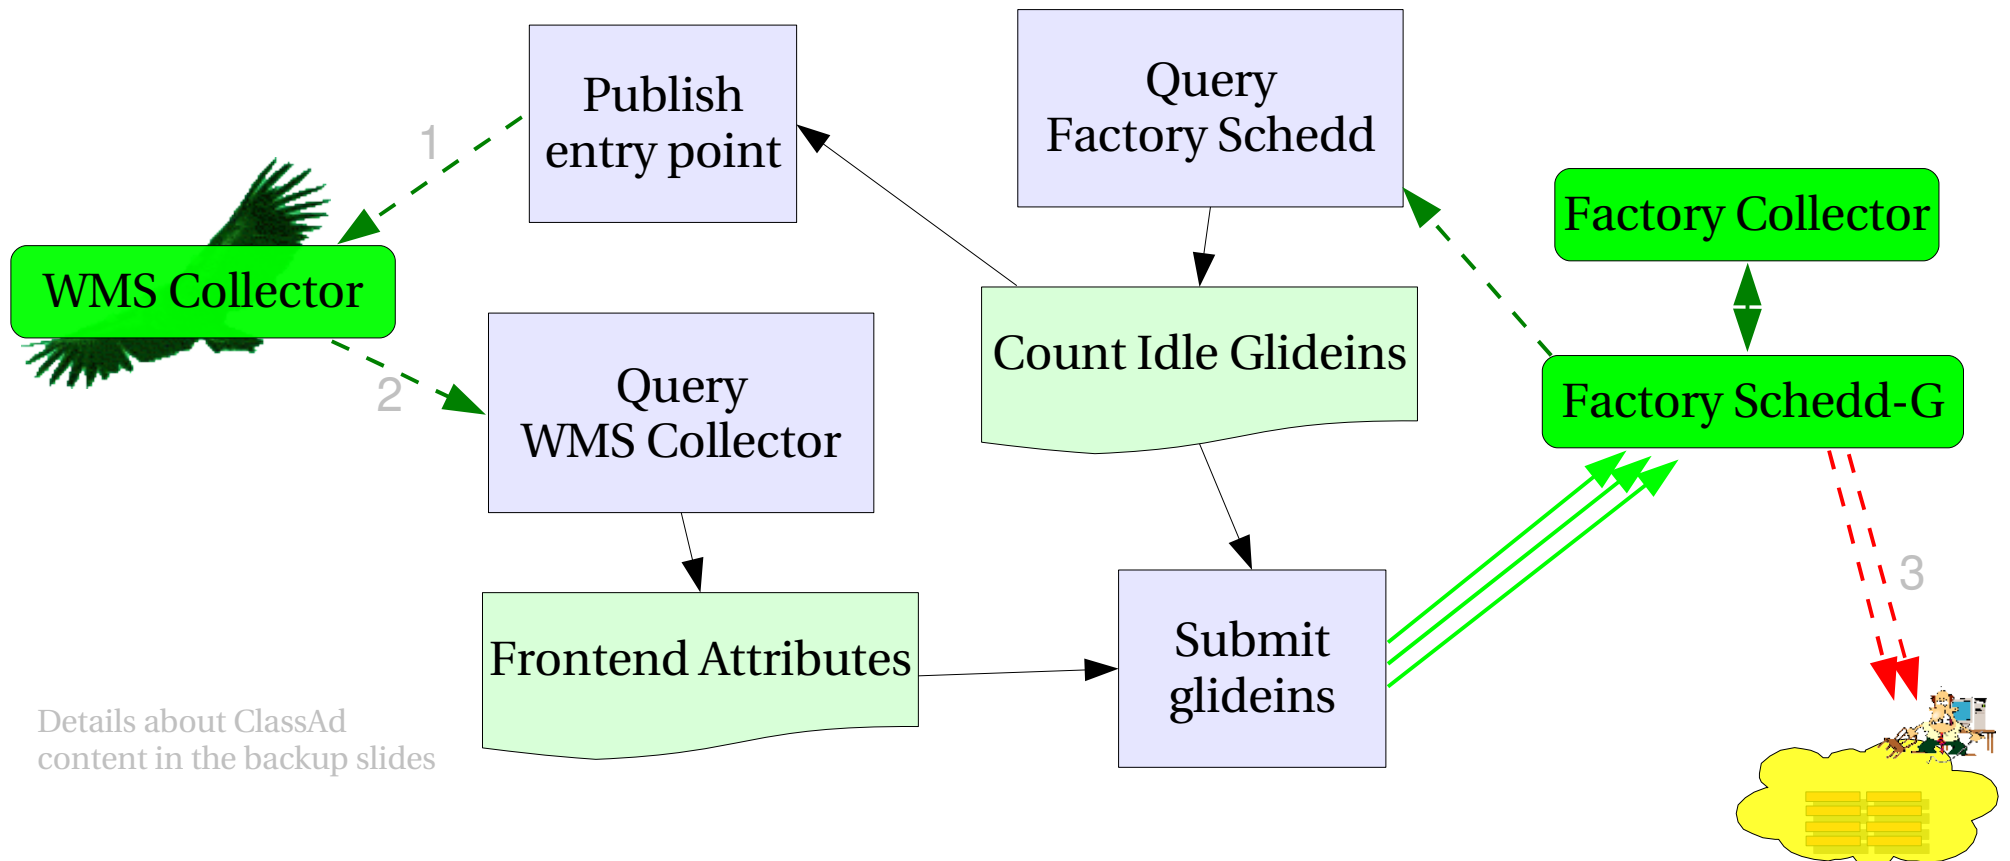 Publish
entry point
Query
Factory Schedd
1
Factory Collector
WMS Collector
Query
WMS Collector
2
Count Idle Glideins
Factory Schedd-G
3
Frontend Attributes
Submit
glideins
Details about ClassAd
content in the backup slides